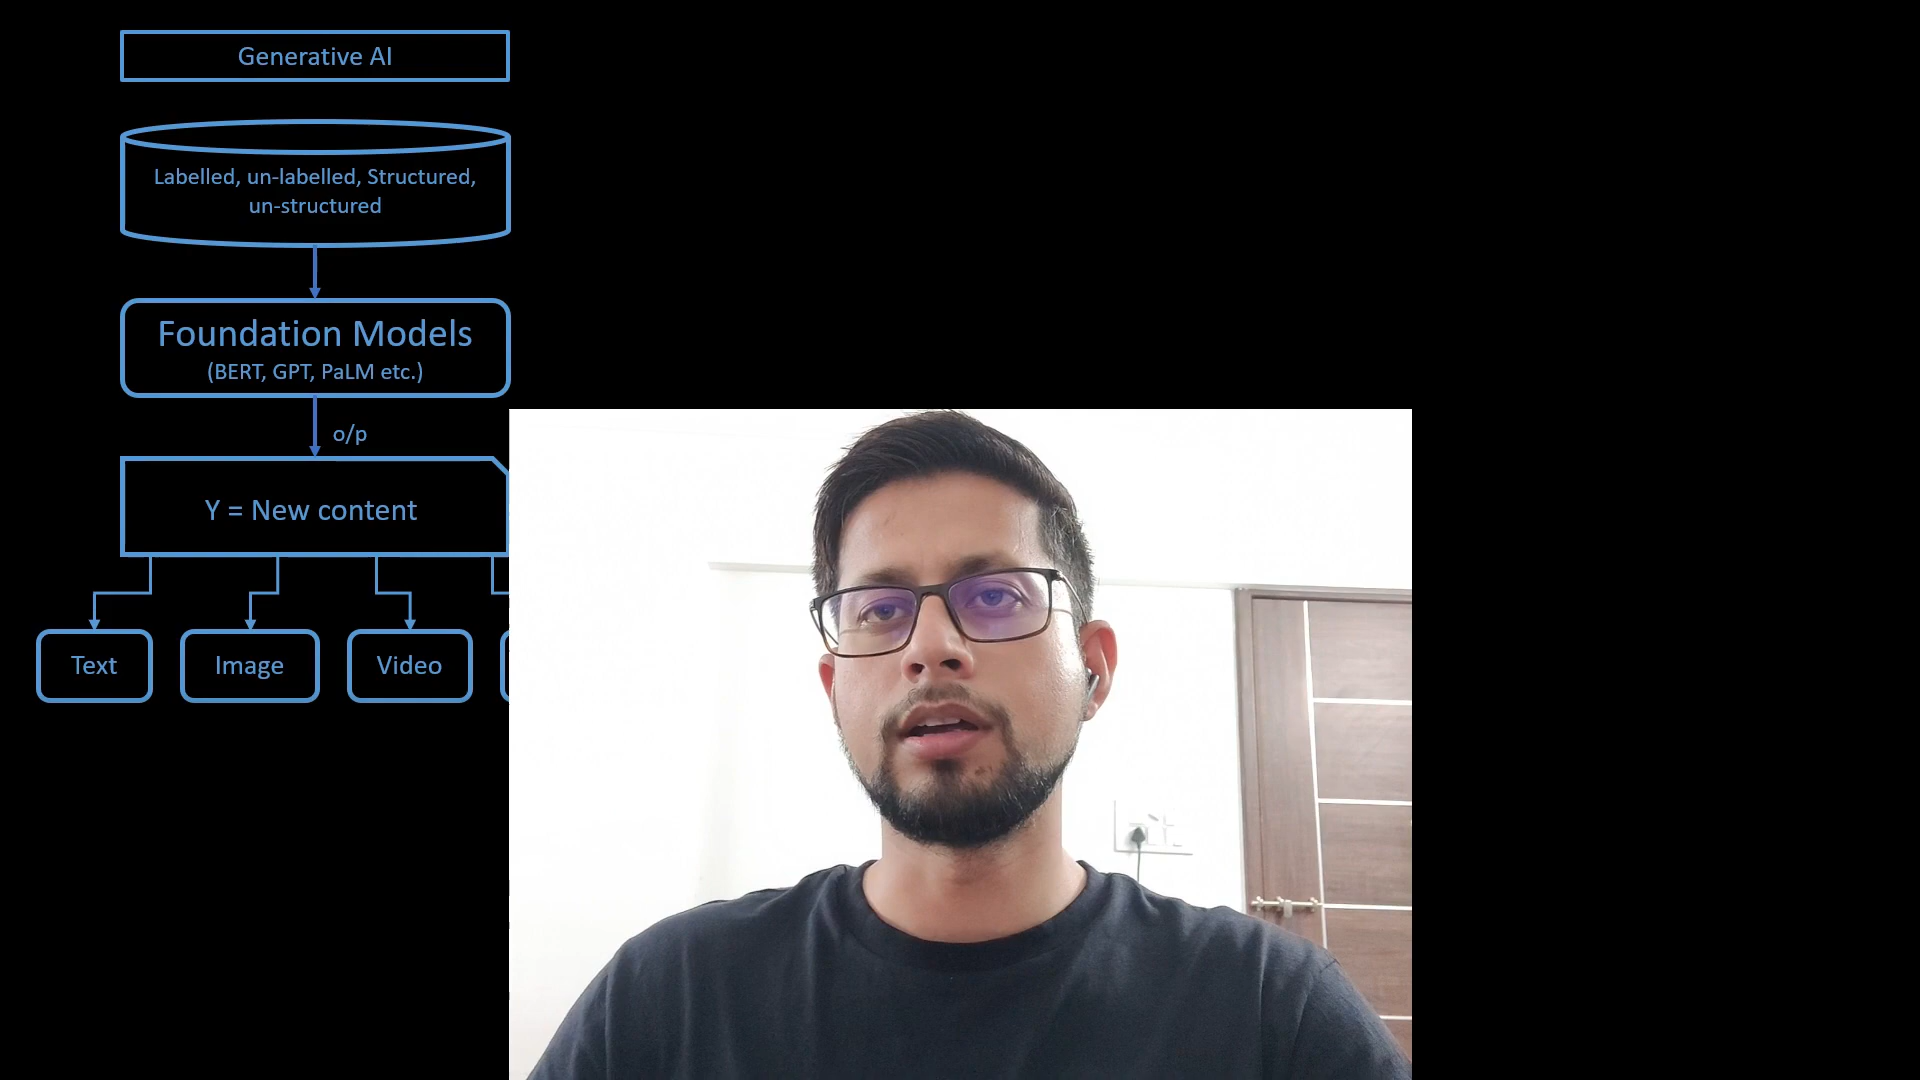 Generative AI
Labelled, un-labelled, Structured,
un-structured
Foundation Models
(BERT, GPT, PaLM etc.)
o/p
Y = New content
Text
Image
Video